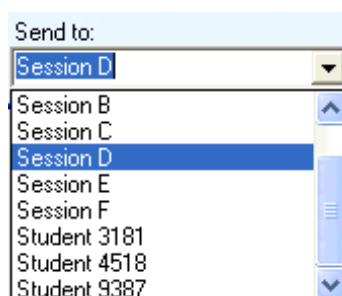 Send to:
Session D
Session B
Session C
Session D
Session E
Session F
Student 3181
Student 4518
Student 9387